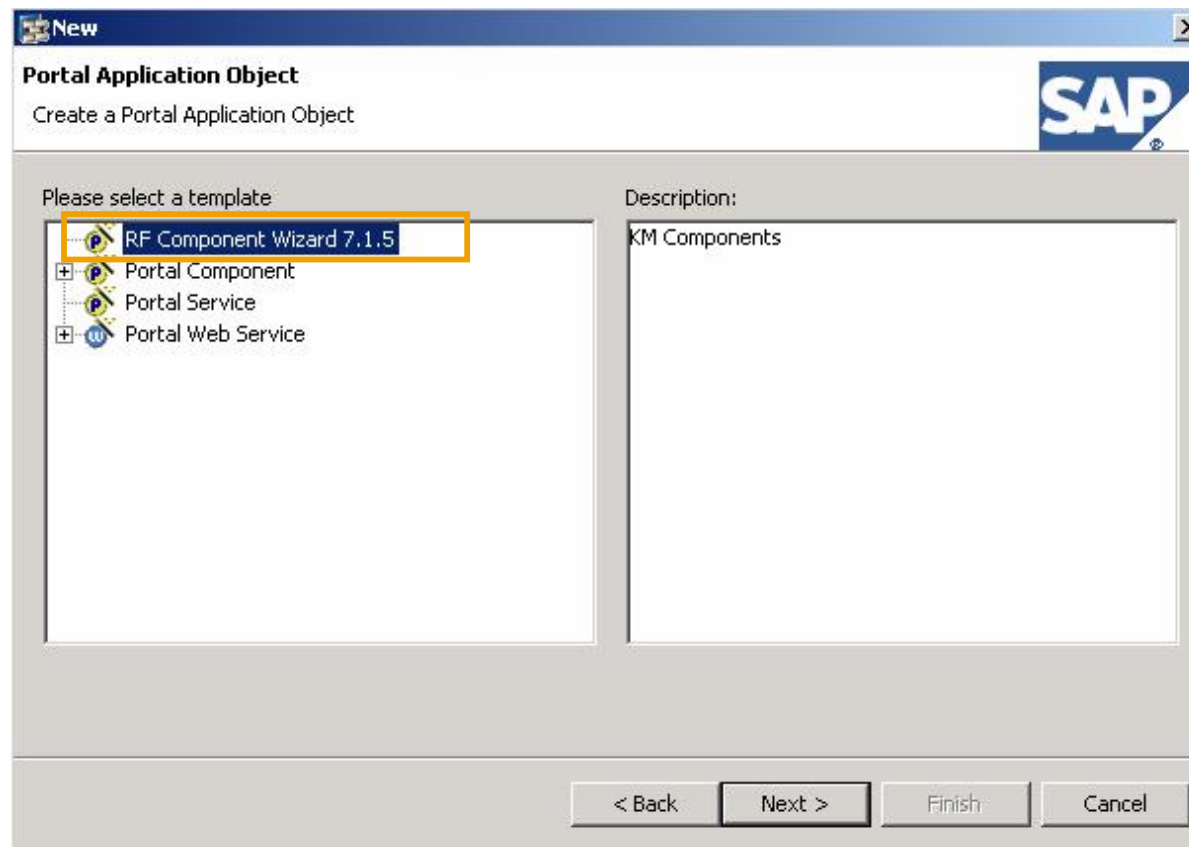 New
Portal Application Object
Create a Portal Application Object
SAP
®
Please select a template
Description:
RF Component Wizard 7.1.5
KM Components
Portal Component
Portal Service
Portal Web Service
< Back
Next >
Finish
Cancel